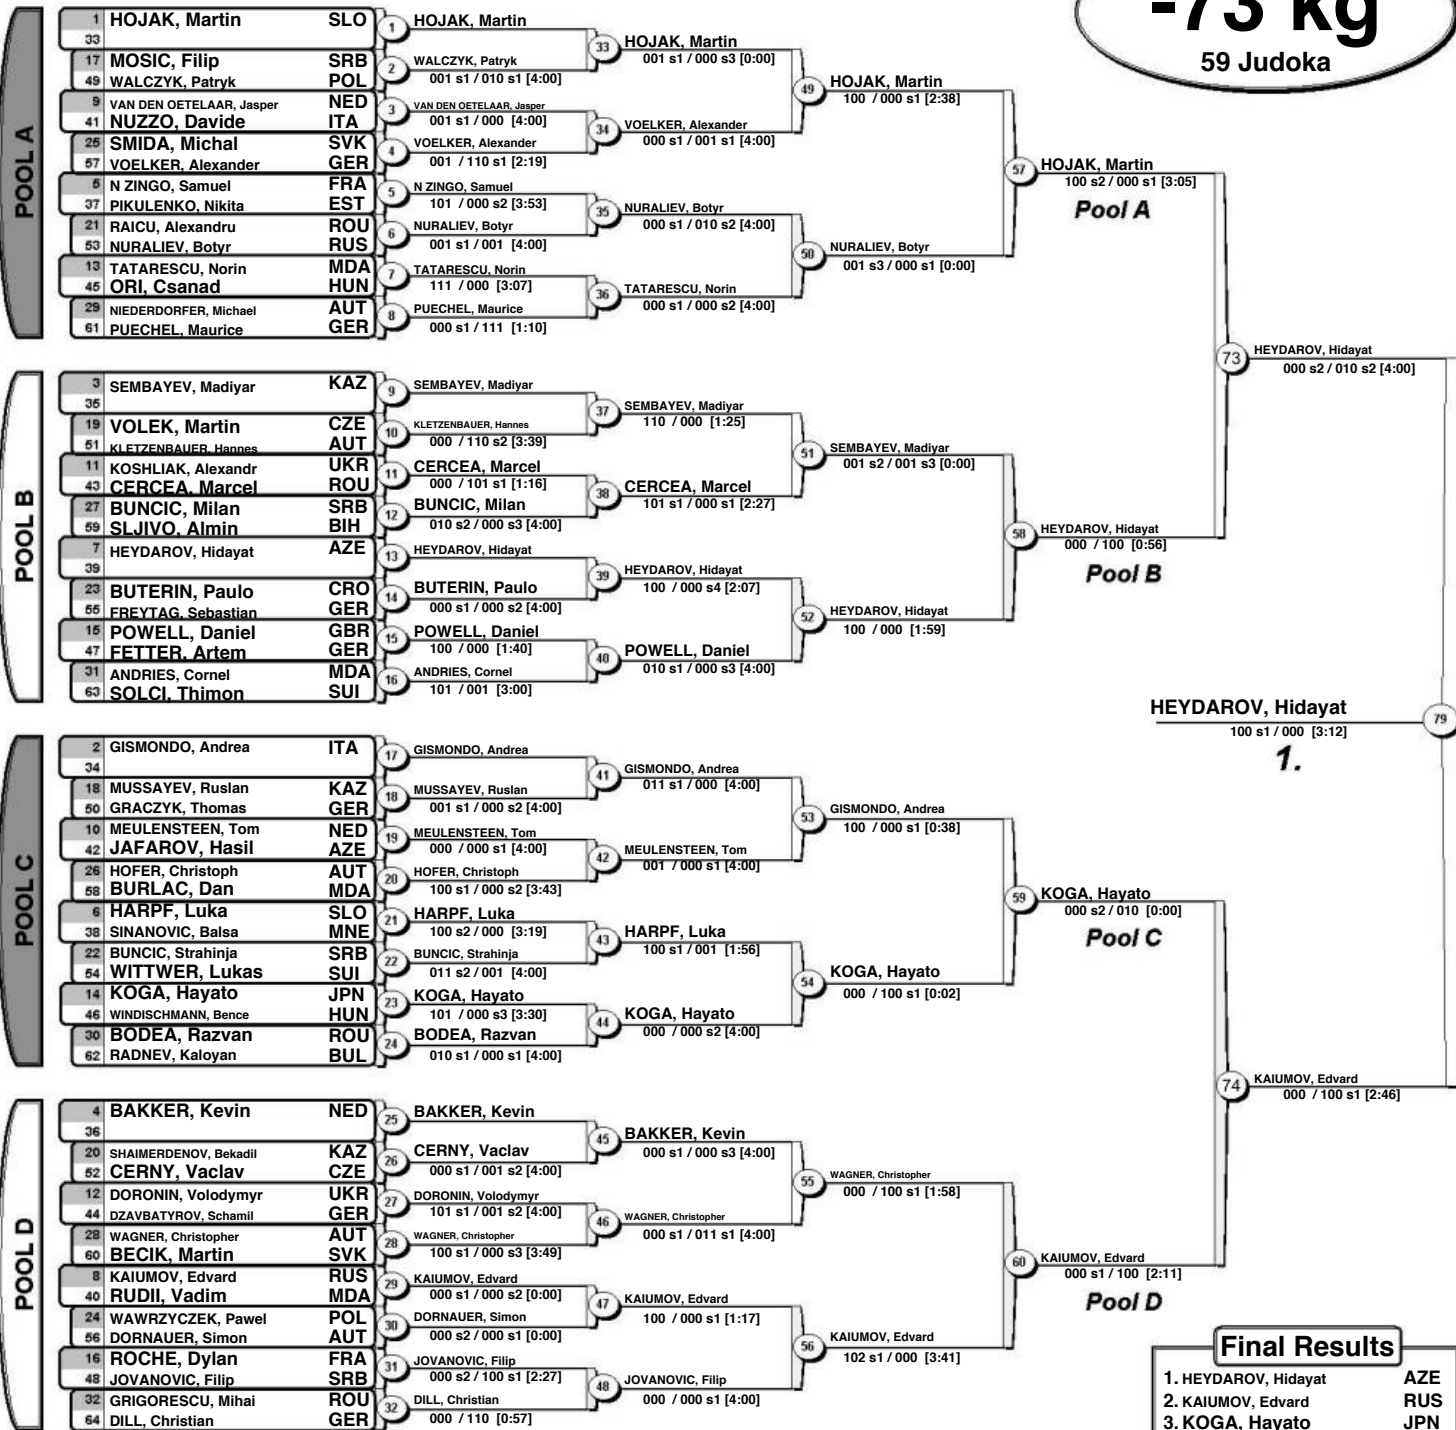 -73 kg
59 Judoka
POOL A
1 HOJAK, Martin SLO
33
17 MOSIC, Filip SRB
49 WALCZYK, Patryk POL
9 VAN DEN OETELAAR, Jasper NED
41 NUZZO, Davide ITA
25 SMIDA, Michal SVK
57 VOELKER, Alexander GER
5 N ZINGO, Samuel FRA
37 PIKULENKO, Nikita EST
21 RAICU, Alexandru ROU
53 NURALIEV, Botyr RUS
13 TATARESCU, Norin MDA
45 ORI, Csanad HUN
29 NIEDERDORFER, Michael AUT
61 PUECHEL, Maurice GER
1 HOJAK, Martin
2 WALCZYK, Patryk
001 s1 / 010 s1 [4:00]
3 VAN DEN OETELAAR, Jasper
001 s1 / 000 [4:00]
4 VOELKER, Alexander
001 / 110 s1 [2:19]
5 N ZINGO, Samuel
101 / 000 s2 [3:53]
6 NURALIEV, Botyr
001 s1 / 001 [4:00]
7 TATARESCU, Norin
111 / 000 [3:07]
8 PUECHEL, Maurice
000 s1 / 111 [1:10]
33 HOJAK, Martin
001 s1 / 000 s3 [0:00]
34 VOELKER, Alexander
000 s1 / 001 s1 [4:00]
35 NURALIEV, Botyr
000 s1 / 010 s2 [4:00]
36 TATARESCU, Norin
000 s1 / 000 s2 [4:00]
49 HOJAK, Martin
100 / 000 s1 [2:38]
50 NURALIEV, Botyr
001 s3 / 000 s1 [0:00]
57 HOJAK, Martin
100 s2 / 000 s1 [3:05]
Pool A
POOL B
3 SEMBAYEV, Madiyar KAZ
35
19 VOLEK, Martin CZE
51 KLETZENBAUER, Hannes AUT
11 KOSHLIAK, Alexandr UKR
43 CERCEA, Marcel ROU
27 BUNCIC, Milan SRB
59 SLJIVO, Almin BIH
7 HEYDAROV, Hidayat AZE
39
23 BUTERIN, Paulo CRO
55 FREYTAG, Sebastian GER
15 POWELL, Daniel GBR
47 FETTER, Artem GER
31 ANDRIES, Cornel MDA
63 SOLCI, Thimon SUI
9 SEMBAYEV, Madiyar
10 KLETZENBAUER, Hannes
000 / 110 s2 [3:39]
11 CERCEA, Marcel
000 / 101 s1 [1:16]
12 BUNCIC, Milan
010 s2 / 000 s3 [4:00]
13 HEYDAROV, Hidayat
14 BUTERIN, Paulo
000 s1 / 000 s2 [4:00]
15 POWELL, Daniel
100 / 000 [1:40]
16 ANDRIES, Cornel
101 / 001 [3:00]
37 SEMBAYEV, Madiyar
110 / 000 [1:25]
38 CERCEA, Marcel
101 s1 / 000 s1 [2:27]
39 HEYDAROV, Hidayat
100 / 000 s4 [2:07]
40 POWELL, Daniel
010 s1 / 000 s3 [4:00]
51 SEMBAYEV, Madiyar
001 s2 / 001 s3 [0:00]
52 HEYDAROV, Hidayat
100 / 000 [1:59]
58 HEYDAROV, Hidayat
000 / 100 [0:56]
Pool B
73 HEYDAROV, Hidayat
000 s2 / 010 s2 [4:00]
HEYDAROV, Hidayat 79
100 s1 / 000 [3:12]
1.
POOL C
2 GISMONDO, Andrea ITA
34
18 MUSSAYEV, Ruslan KAZ
50 GRACZYK, Thomas GER
10 MEULENSTEEN, Tom NED
42 JAFAROV, Hasil AZE
26 HOFER, Christoph AUT
58 BURLAC, Dan MDA
6 HARPF, Luka SLO
38 SINANOVIC, Balsa MNE
22 BUNCIC, Strahinja SRB
54 WITTWER, Lukas SUI
14 KOGA, Hayato JPN
46 WINDISCHMANN, Bence HUN
30 BODEA, Razvan ROU
62 RADNEV, Kaloyan BUL
17 GISMONDO, Andrea
18 MUSSAYEV, Ruslan
001 s1 / 000 s2 [4:00]
19 MEULENSTEEN, Tom
000 / 000 s1 [4:00]
20 HOFER, Christoph
100 s1 / 000 s2 [3:43]
21 HARPF, Luka
100 s2 / 000 [3:19]
22 BUNCIC, Strahinja
011 s2 / 001 [4:00]
23 KOGA, Hayato
101 / 000 s3 [3:30]
24 BODEA, Razvan
010 s1 / 000 s1 [4:00]
41 GISMONDO, Andrea
011 s1 / 000 [4:00]
42 MEULENSTEEN, Tom
001 / 000 s1 [4:00]
43 HARPF, Luka
100 s1 / 001 [1:56]
44 KOGA, Hayato
000 / 000 s2 [4:00]
53 GISMONDO, Andrea
100 / 000 s1 [0:38]
54 KOGA, Hayato
000 / 100 s1 [0:02]
59 KOGA, Hayato
000 s2 / 010 [0:00]
Pool C
POOL D
4 BAKKER, Kevin NED
36
20 SHAIMERDENOV, Bekadil KAZ
52 CERNY, Vaclav CZE
12 DORONIN, Volodymyr UKR
44 DZAVBATYROV, Schamil GER
28 WAGNER, Christopher AUT
60 BECIK, Martin SVK
8 KAIUMOV, Edvard RUS
40 RUDII, Vadim MDA
24 WAWRZYCZEK, Pawel POL
56 DORNAUER, Simon AUT
16 ROCHE, Dylan FRA
48 JOVANOVIC, Filip SRB
32 GRIGORESCU, Mihai ROU
64 DILL, Christian GER
25 BAKKER, Kevin
26 CERNY, Vaclav
000 s1 / 001 s2 [4:00]
27 DORONIN, Volodymyr
101 s1 / 001 s2 [4:00]
28 WAGNER, Christopher
100 s1 / 000 s3 [3:49]
29 KAIUMOV, Edvard
000 s1 / 000 s2 [0:00]
30 DORNAUER, Simon
000 s2 / 000 s1 [0:00]
31 JOVANOVIC, Filip
000 s2 / 100 s1 [2:27]
32 DILL, Christian
000 / 110 [0:57]
45 BAKKER, Kevin
000 s1 / 000 s3 [4:00]
46 WAGNER, Christopher
000 s1 / 011 s1 [4:00]
47 KAIUMOV, Edvard
100 / 000 s1 [1:17]
48 JOVANOVIC, Filip
000 / 000 s1 [4:00]
55 WAGNER, Christopher
000 / 100 s1 [1:58]
56 KAIUMOV, Edvard
102 s1 / 000 [3:41]
60 KAIUMOV, Edvard
000 s1 / 100 [2:11]
Pool D
74 KAIUMOV, Edvard
000 / 100 s1 [2:46]
Final Results
1. HEYDAROV, Hidayat AZE
2. KAIUMOV, Edvard RUS
3. KOGA, Hayato JPN